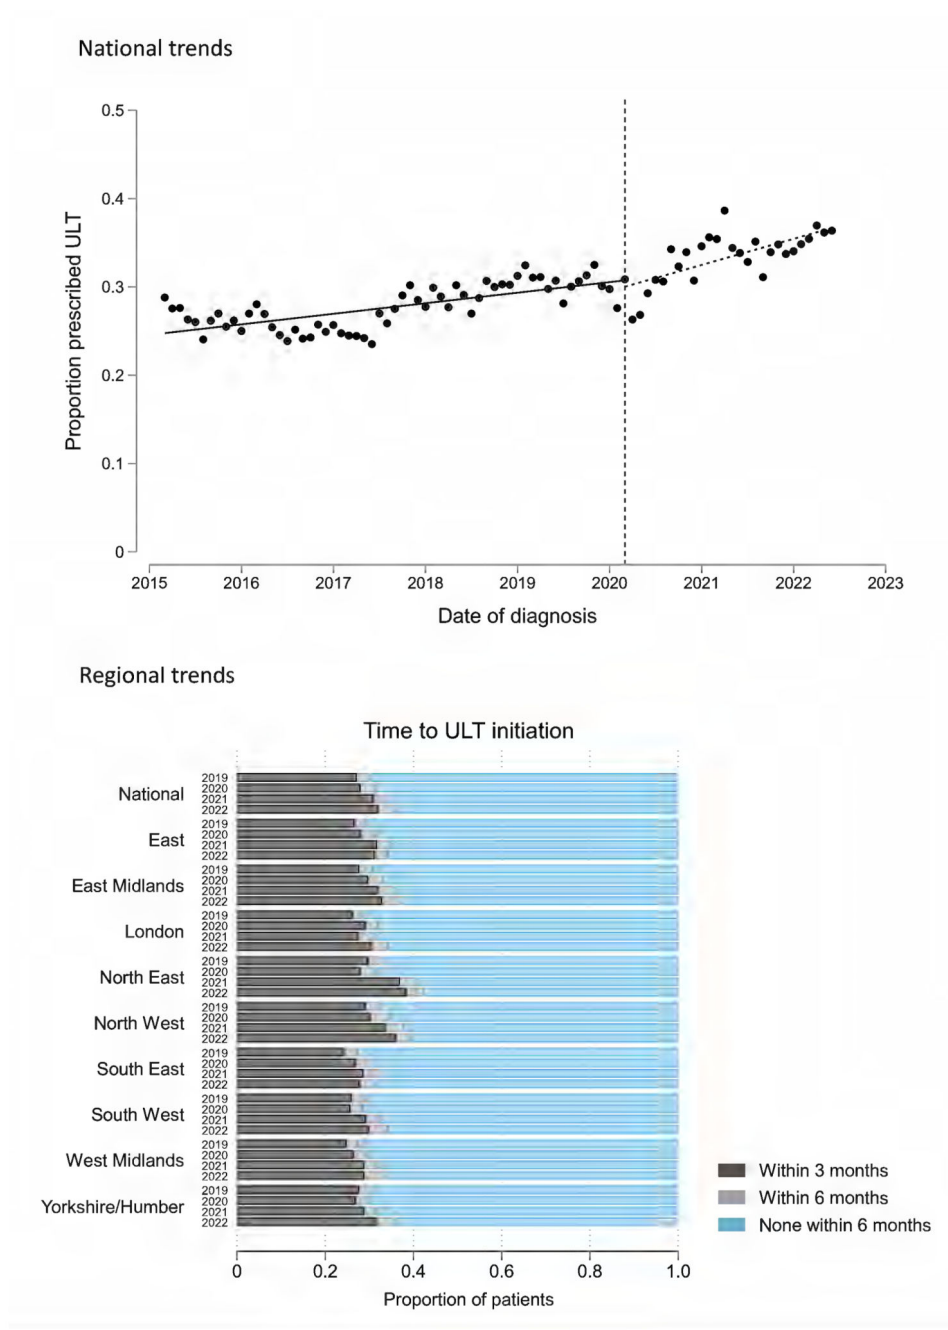 National trends
0.5
0.4
0.3
0.2
0.1
0
Proportion prescribed ULT
2015 2016 2017 2018 2019 2020 2021 2022 2023
Date of diagnosis
Regional trends
Time to ULT initiation
National 2019 2020 2021 2022
East 2019 2020 2021 2022
East Midlands 2019 2020 2021 2022
London 2019 2020 2021 2022
North East 2019 2020 2021 2022
North West 2019 2020 2021 2022
South East 2019 2020 2021 2022
South West 2019 2020 2021 2022
West Midlands 2019 2020 2021 2022
Yorkshire/Humber 2019 2020 2021 2022
Within 3 months
Within 6 months
None within 6 months
0 0.2 0.4 0.6 0.8 1.0
Proportion of patients